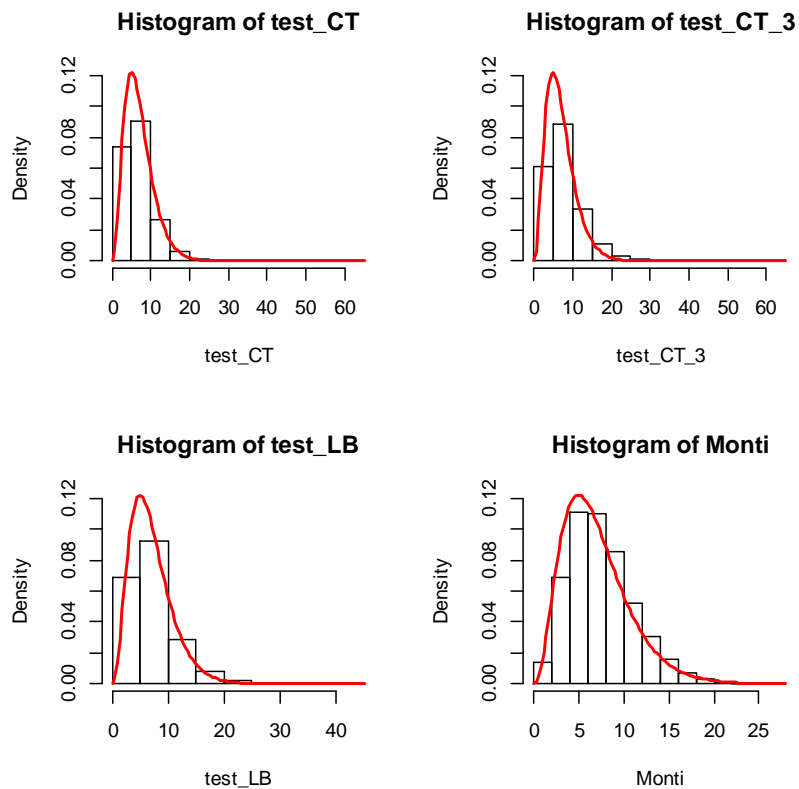 Histogram of test_CT
Density
0.00 0.04 0.08 0.12
0 10 20 30 40 50 60
test_CT
Histogram of test_CT_3
Density
0.00 0.04 0.08 0.12
0 10 20 30 40 50 60
test_CT_3
Histogram of test_LB
Density
0.00 0.04 0.08 0.12
0 10 20 30 40
test_LB
Histogram of Monti
Density
0.00 0.04 0.08 0.12
0 5 10 15 20 25
Monti